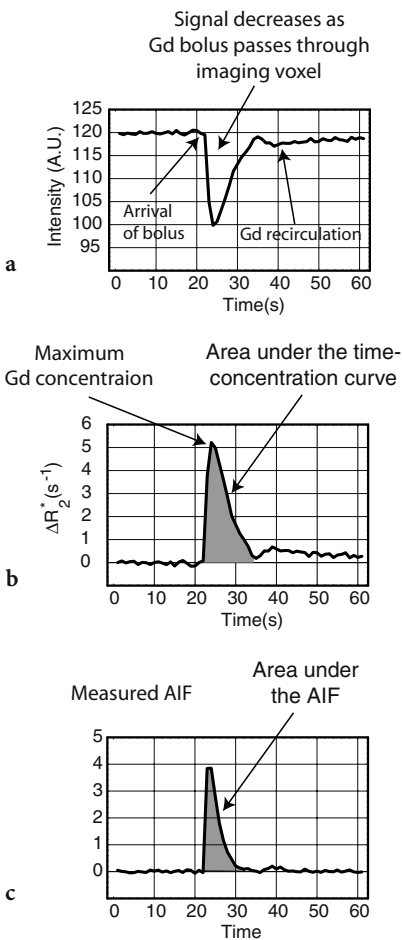 Signal decreases as
Gd bolus passes through
imaging voxel
125
120
115
110
105
100
95
Intensity (A.U.)
Arrival
of bolus
Gd recirculation
0 10 20 30 40 50 60
Time(s)
a
Maximum
Gd concentraion
Area under the time-
concentration curve
6
5
4
3
2
1
0
ΔR2*(s-1)
0 10 20 30 40 50 60
Time(s)
b
Measured AIF
Area under
the AIF
5
4
3
2
1
0
0 10 20 30 40 50 60
Time
c